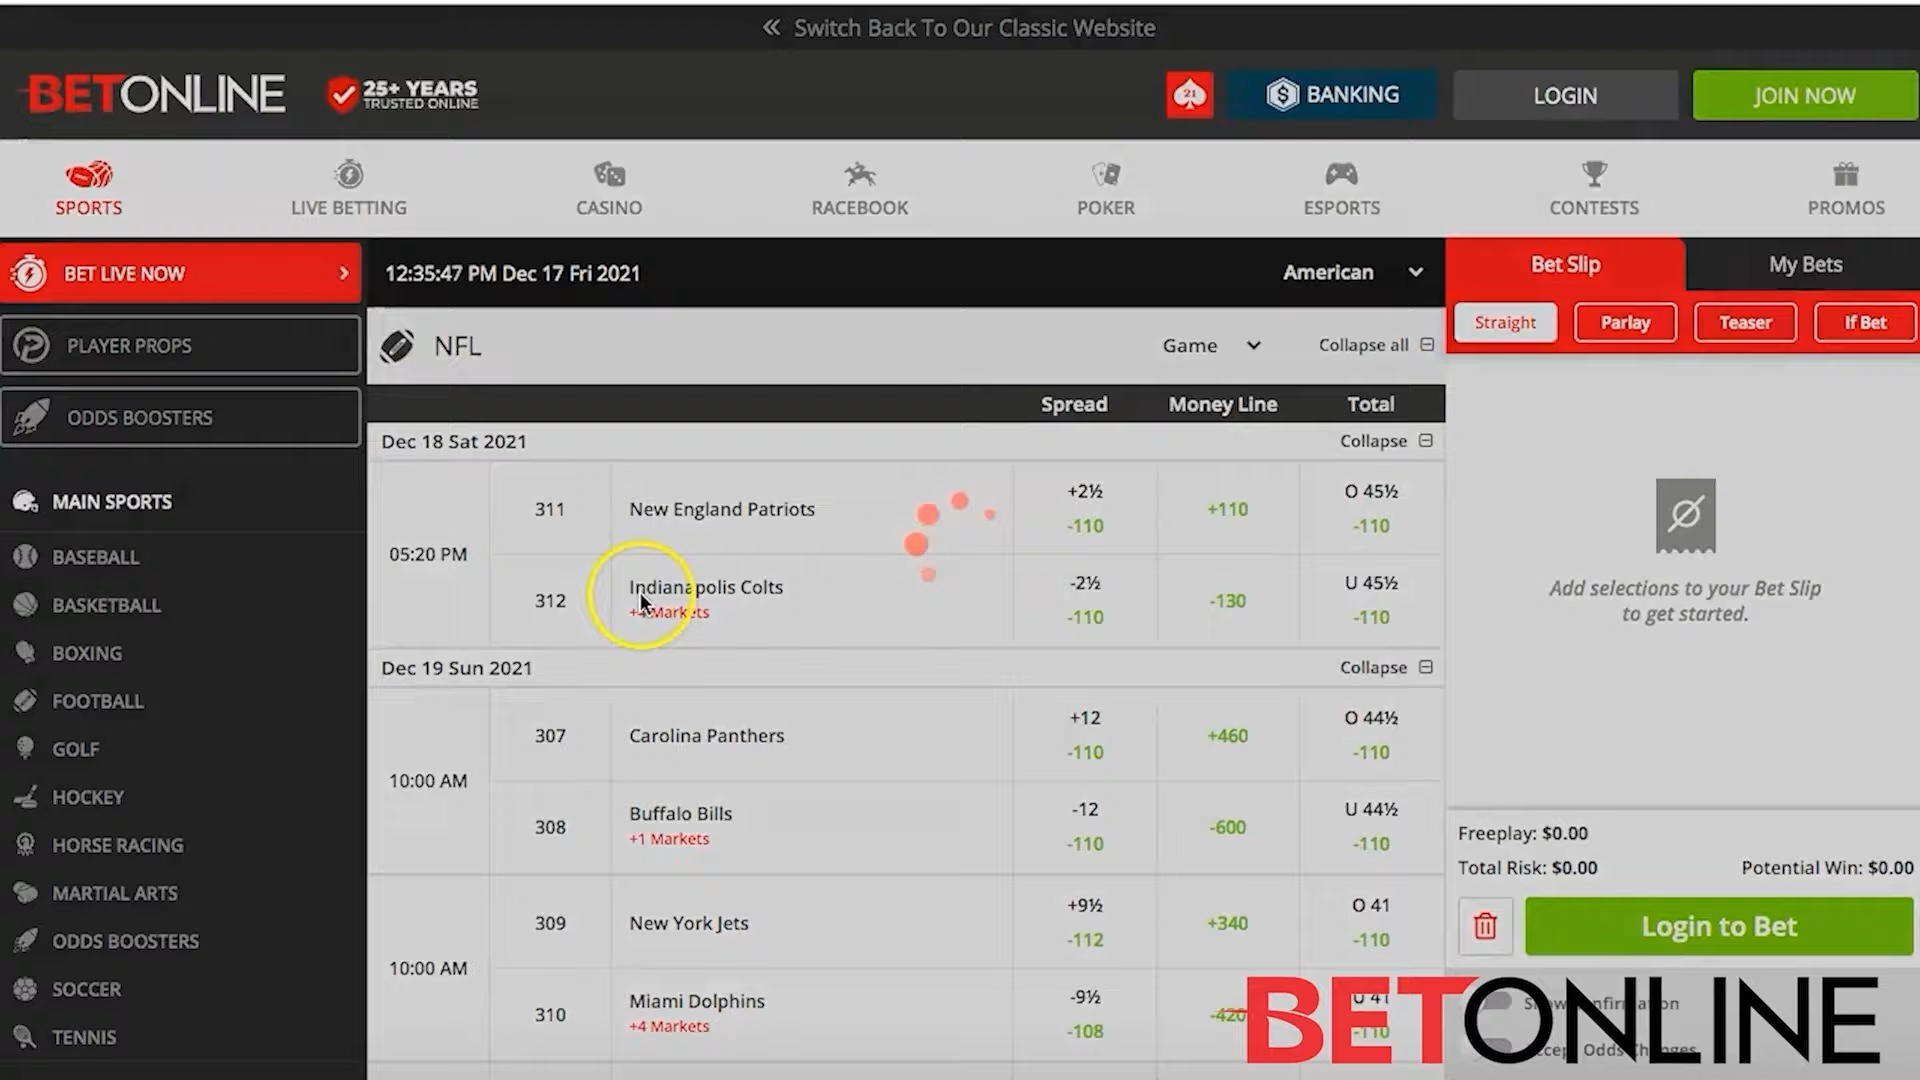 « Switch Back To Our Classic Website
BETONLINE
25+ YEARS
TRUSTED ONLINE
21
BANKING
LOGIN
JOIN NOW
SPORTS
LIVE BETTING
CASINO
RACEBOOK
POKER
ESPORTS
CONTESTS
PROMOS
BET LIVE NOW
PLAYER PROPS
ODDS BOOSTERS
MAIN SPORTS
BASEBALL
BASKETBALL
BOXING
FOOTBALL
GOLF
HOCKEY
HORSE RACING
MARTIAL ARTS
ODDS BOOSTERS
SOCCER
TENNIS
12:35:47 PM Dec 17 Fri 2021
American
NFL
Game
Collapse all
Spread Money Line Total
Dec 18 Sat 2021 Collapse
05:20 PM
311 New England Patriots +2½ -110 +110 O 45½ -110
312 Indianapolis Colts -2½ -110 -130 U 45½ -110
+4 Markets
Dec 19 Sun 2021 Collapse
10:00 AM
307 Carolina Panthers +12 -110 +460 O 44½ -110
308 Buffalo Bills -12 -110 -600 U 44½ -110
+1 Markets
10:00 AM
309 New York Jets +9½ -112 +340 O 41 -110
310 Miami Dolphins -9½ -108 -420 U 41 -110
+4 Markets
Bet Slip
My Bets
Straight
Parlay
Teaser
If Bet
Add selections to your Bet Slip
to get started.
Freeplay: $0.00
Total Risk: $0.00
Potential Win: $0.00
Login to Bet
Odds
BETONLINE